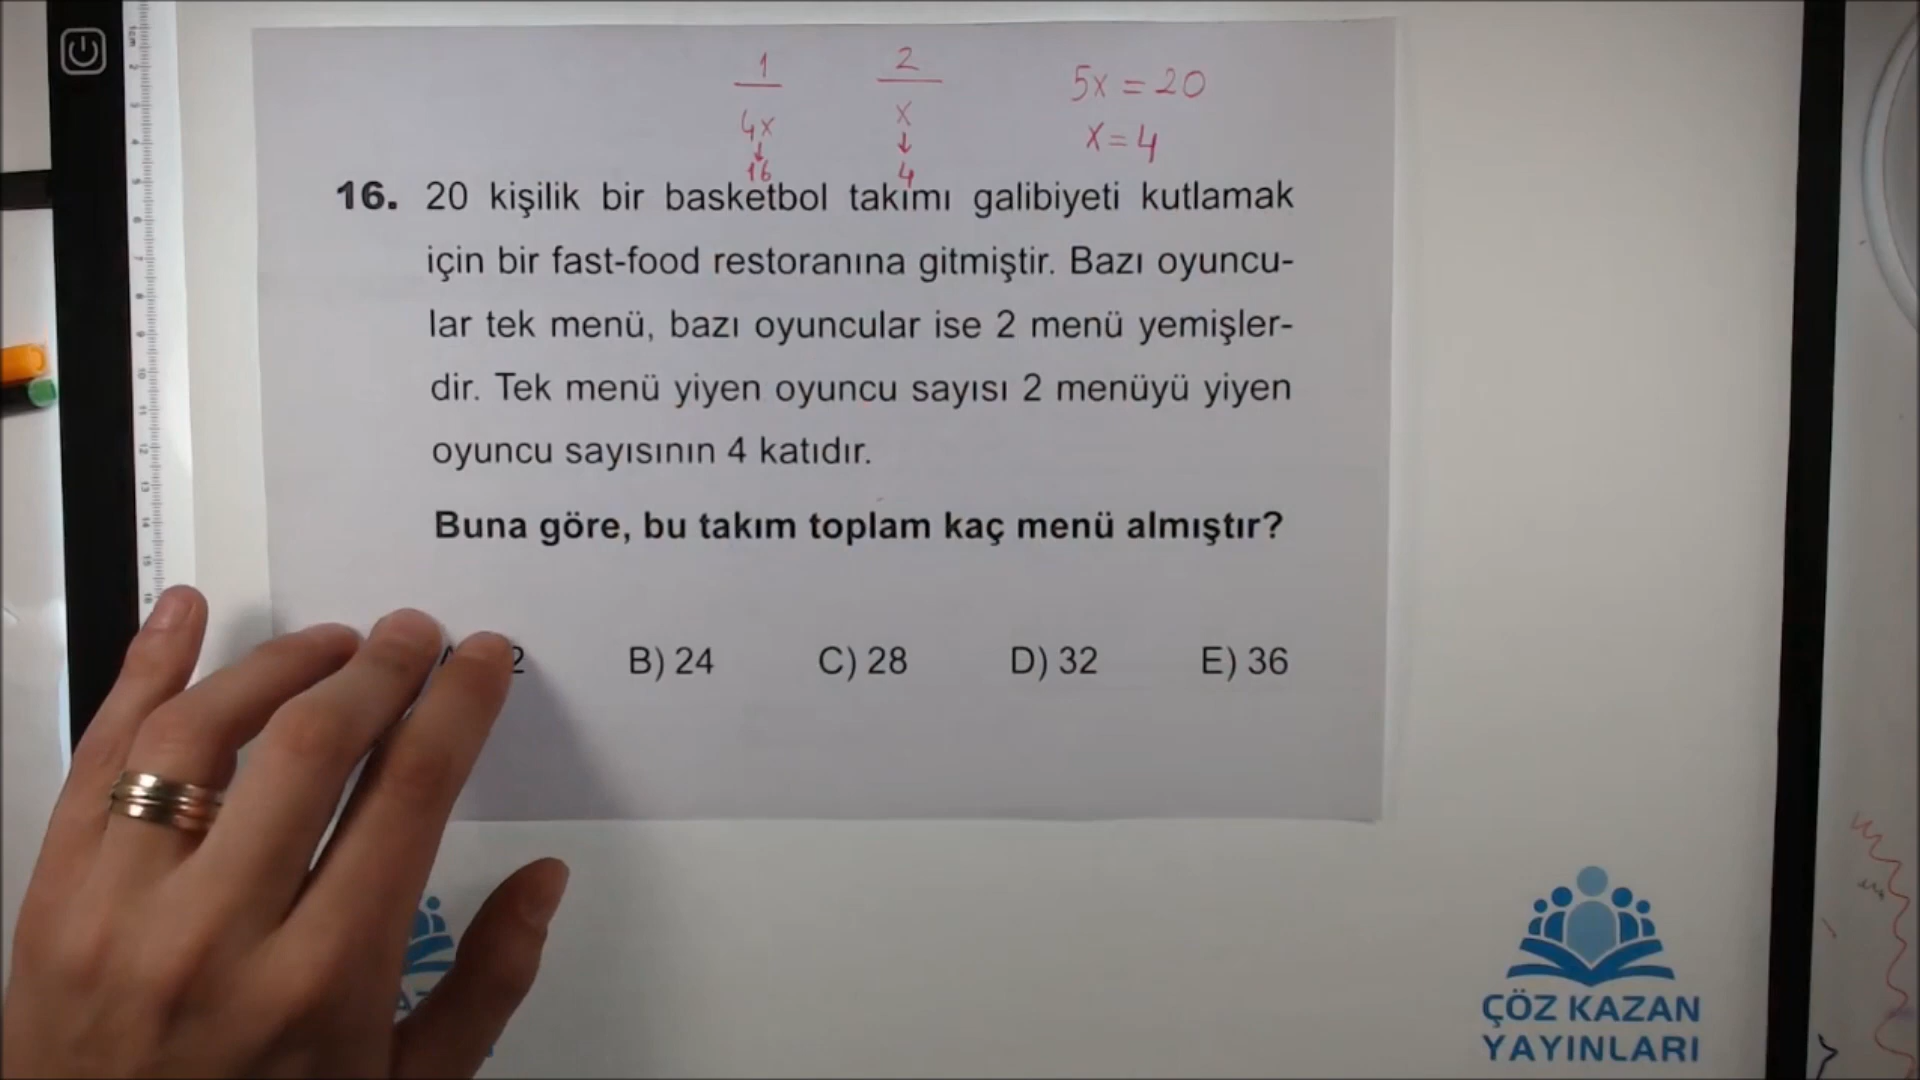 1 2 5x = 20
4x x x = 4
↓ ↓
16 4
16. 20 kişilik bir basketbol takımı galibiyeti kutlamak
için bir fast-food restoranına gitmiştir. Bazı oyuncu-
lar tek menü, bazı oyuncular ise 2 menü yemişler-
dir. Tek menü yiyen oyuncu sayısı 2 menüyü yiyen
oyuncu sayısının 4 katıdır.
Buna göre, bu takım toplam kaç menü almıştır?
B) 24 C) 28 D) 32 E) 36
ÇÖZ KAZAN
YAYINLARI